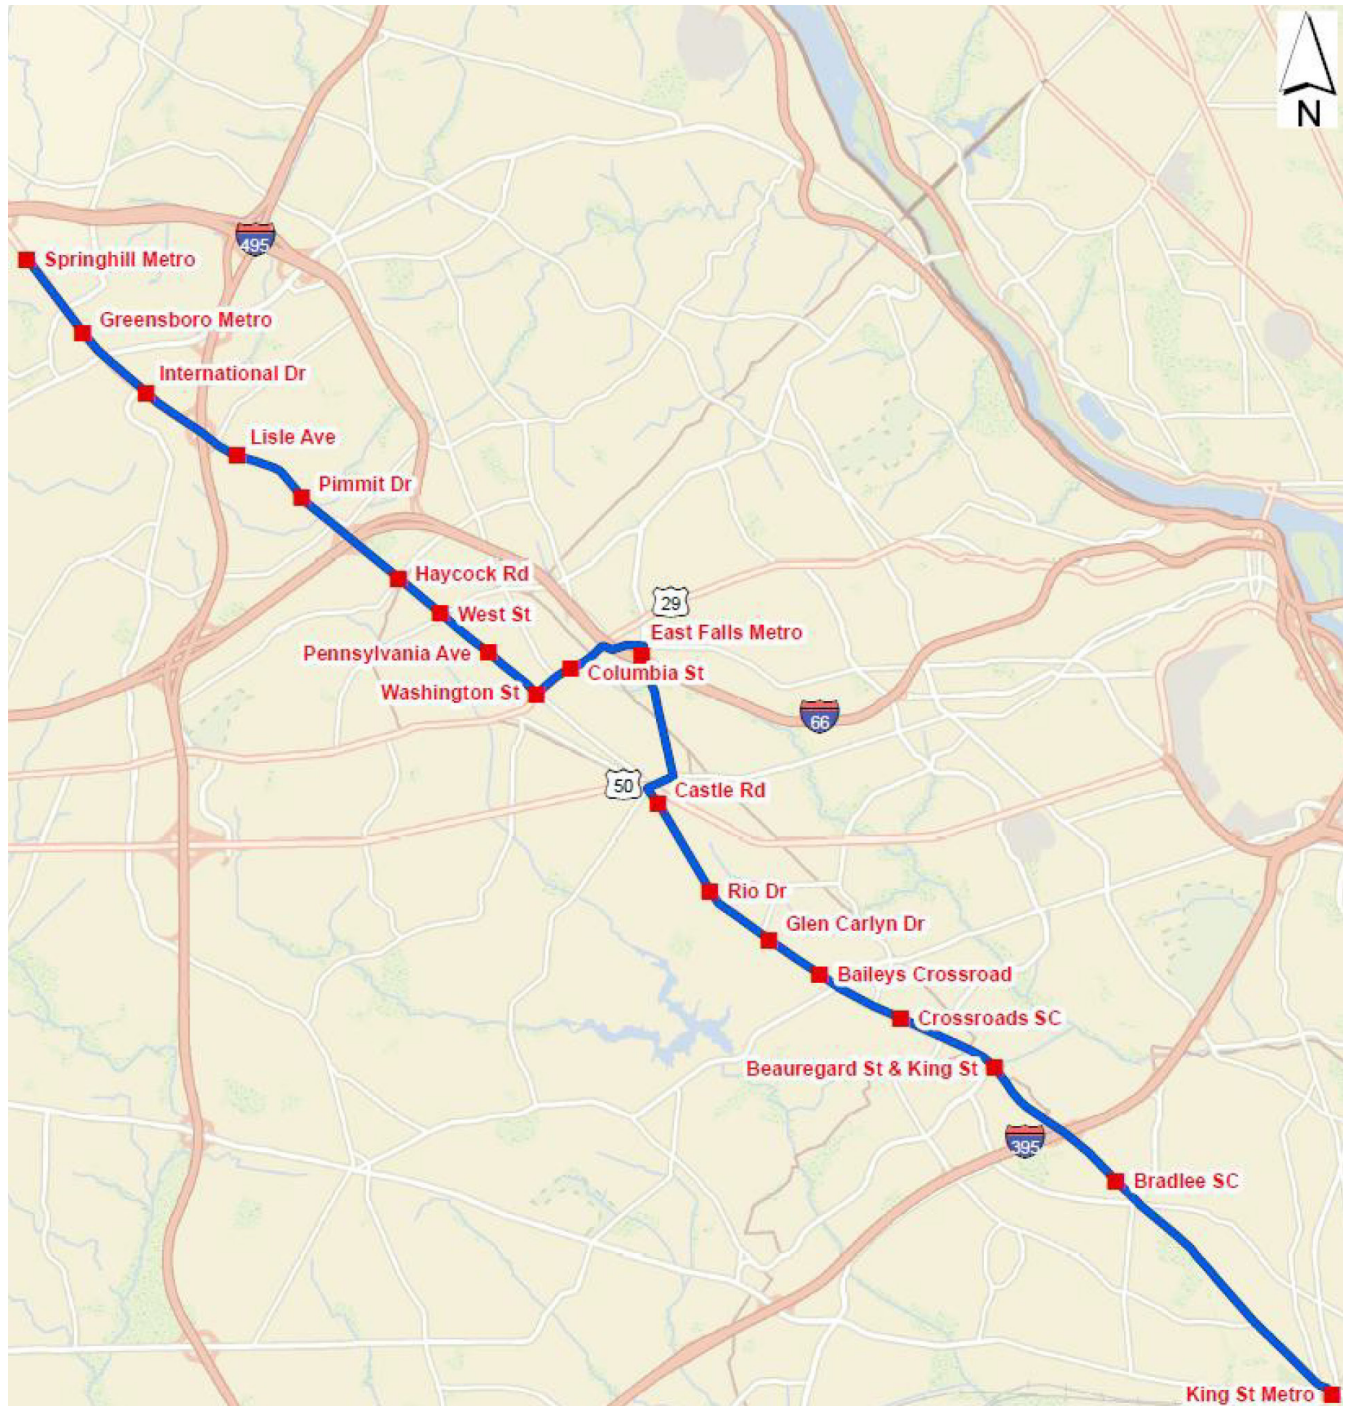 N
495
Springhill Metro
Greensboro Metro
International Dr
Lisle Ave
Pimmit Dr
Haycock Rd
29
West St
East Falls Metro
Pennsylvania Ave
Columbia St
Washington St
66
50
Castle Rd
Rio Dr
Glen Carlyn Dr
Baileys Crossroad
Crossroads SC
Beauregard St & King St
395
Bradlee SC
King St Metro